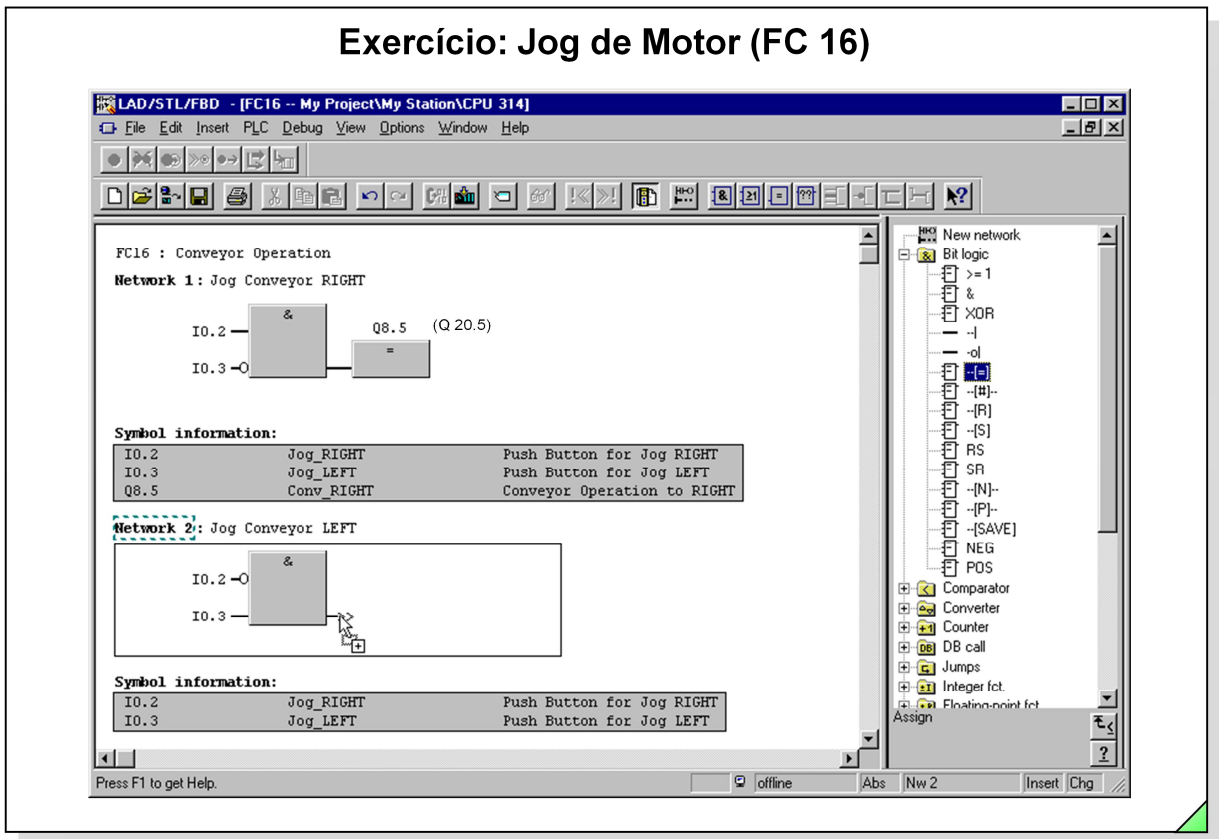 Exercício: Jog de Motor (FC 16)
LAD/STL/FBD - [FC16 -- My Project\My Station\CPU 314]
File Edit Insert PLC Debug View Options Window Help
FC16 : Conveyor Operation
Network 1: Jog Conveyor RIGHT
&
I0.2
I0.3
Q8.5 (Q 20.5)
=
Symbol information:
I0.2 Jog_RIGHT Push Button for Jog RIGHT
I0.3 Jog_LEFT Push Button for Jog LEFT
Q8.5 Conv_RIGHT Conveyor Operation to RIGHT
Network 2: Jog Conveyor LEFT
&
I0.2
I0.3
Symbol information:
I0.2 Jog_RIGHT Push Button for Jog RIGHT
I0.3 Jog_LEFT Push Button for Jog LEFT
New network
Bit logic
>=1
&
XOR
--|
-o|
--[=]
--[#]--
--[R]
--[S]
RS
SR
--[N]--
--[P]--
--[SAVE]
NEG
POS
Comparator
Converter
Counter
DB call
Jumps
Integer fct.
Floating-point fct
Assign
Press F1 to get Help.
offline
Abs
Nw 2
Insert
Chg